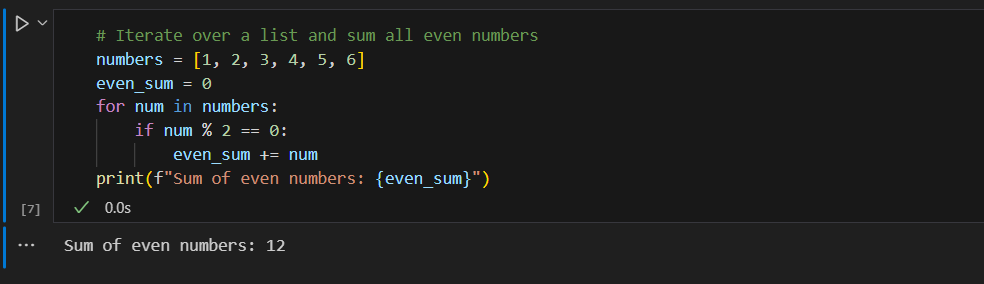 # Iterate over a list and sum all even numbers
numbers = [1, 2, 3, 4, 5, 6]
even_sum = 0
for num in numbers:
    if num % 2 == 0:
        even_sum += num
print(f"Sum of even numbers: {even_sum}")
[7] 0.0s
... Sum of even numbers: 12